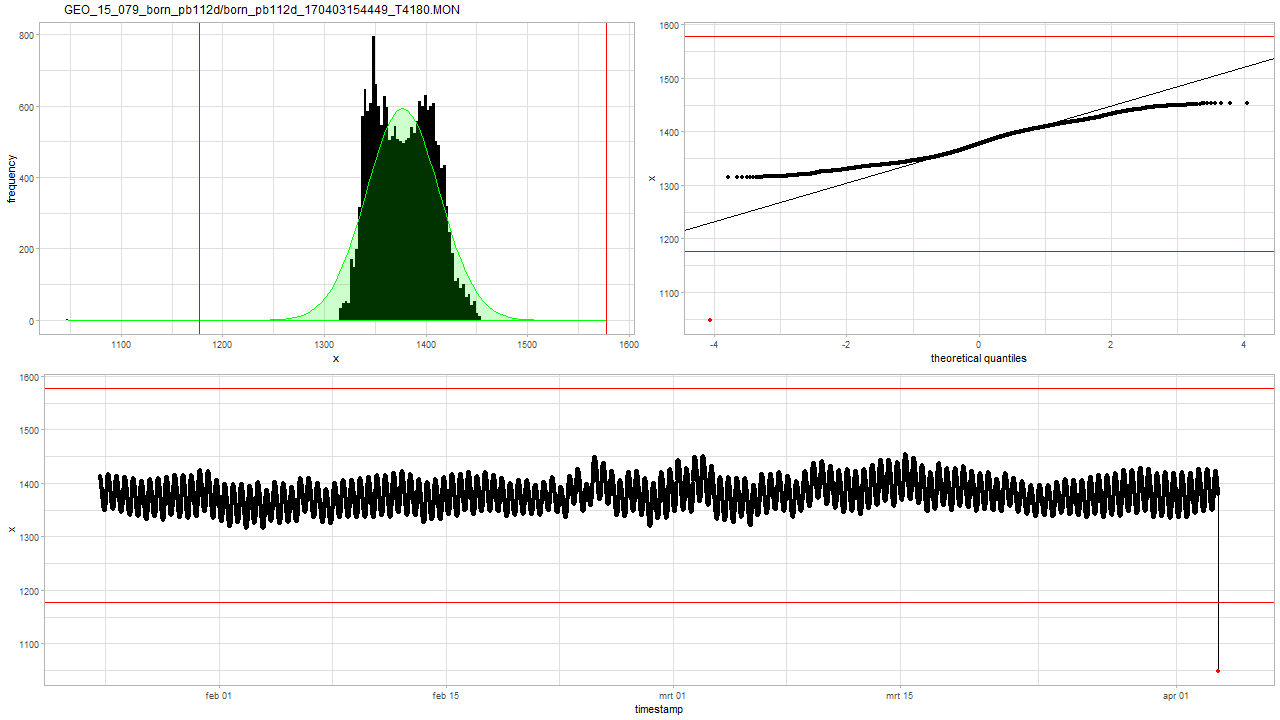 GEO_15_079_born_pb112d/born_pb112d_170403154449_T4180.MON
800
600
400
200
0
frequency
1100 1200 1300 1400 1500 1600
x
1600
1500
1400
1300
1200
1100
x
-4 -2 0 2 4
theoretical quantiles
1600
1500
1400
1300
1200
1100
x
feb 01 feb 15 mrt 01 mrt 15 apr 01
timestamp